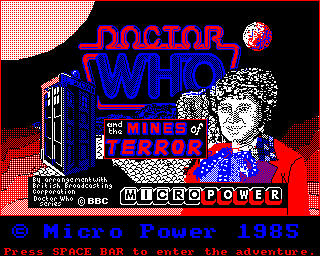 DOCTOR
WHO
and the MINES of
TERROR
By arrangement with
British Broadcasting
Corporation
Doctor Who
series © BBC
MICROPOWER
© Micro Power 1985
Press SPACE BAR to enter the adventure.